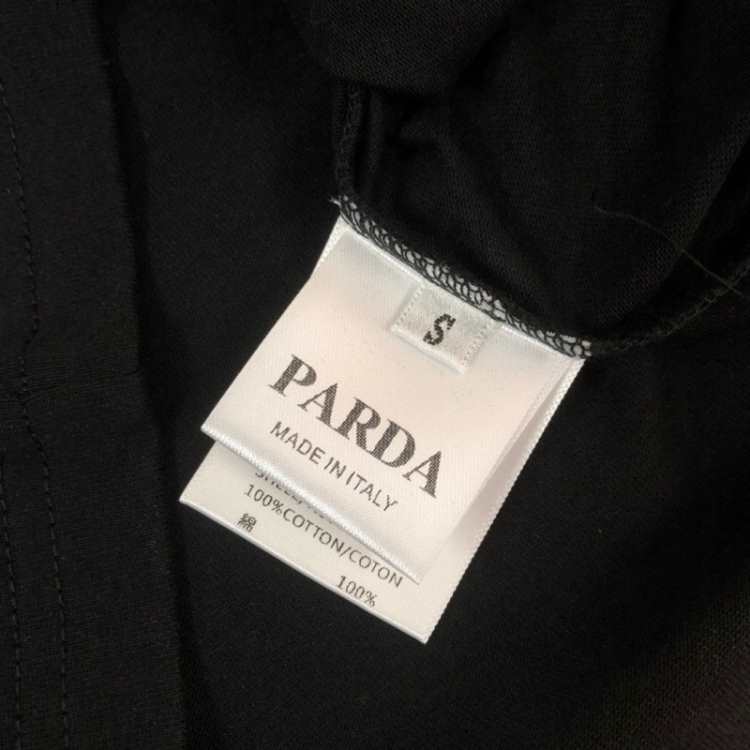 S
PARDA
MADE IN ITALY
100%COTTON/COTON
綿
100%